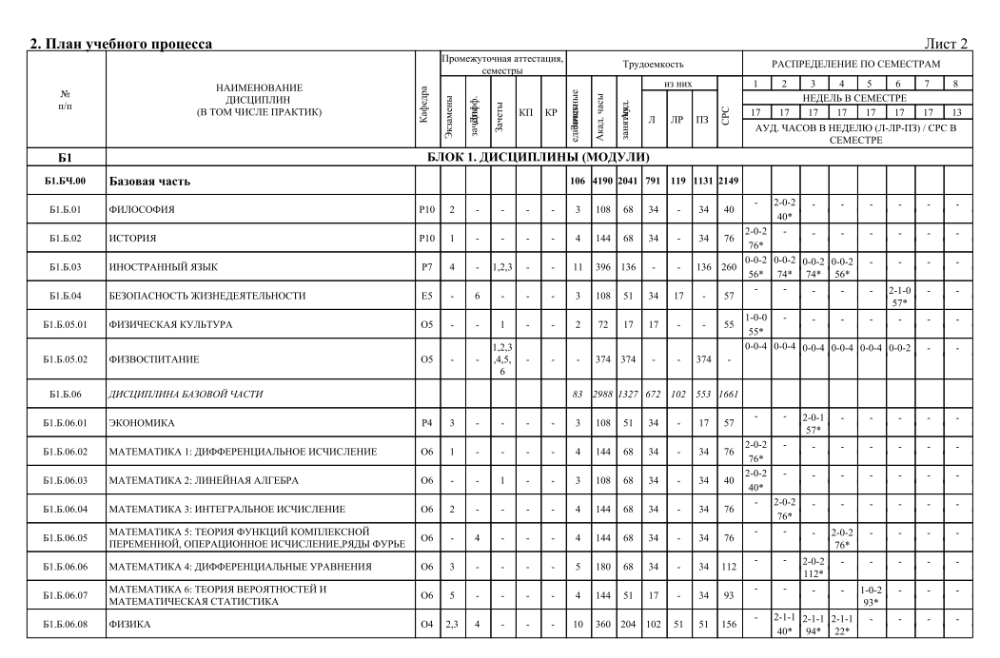 2. План учебного процесса Лист 2
№ п/п НАИМЕНОВАНИЕ ДИСЦИПЛИН (В ТОМ ЧИСЛЕ ПРАКТИК) Кафедра Промежуточная аттестация, семестры Трудоемкость РАСПРЕДЕЛЕНИЕ ПО СЕМЕСТРАМ
Экзамены зачеты Зачеты КП КР Акад. часы из них Л ЛР ПЗ СРС
1 2 3 4 5 6 7 8
НЕДЕЛЬ В СЕМЕСТРЕ
17 17 17 17 17 17 17 13
АУД. ЧАСОВ В НЕДЕЛЮ (Л-ЛР-ПЗ) / СРС В СЕМЕСТРЕ
Б1 БЛОК 1. ДИСЦИПЛИНЫ (МОДУЛИ)
Б1.БЧ.00 Базовая часть 106 4190 2041 791 119 1131 2149
Б1.Б.01 ФИЛОСОФИЯ Р10 2 - - - - 3 108 68 34 - 34 40 - 2-0-2 40* - - - - - -
Б1.Б.02 ИСТОРИЯ Р10 1 - - - - 4 144 68 34 - 34 76 2-0-2 76* - - - - - - -
Б1.Б.03 ИНОСТРАННЫЙ ЯЗЫК Р7 4 - 1,2,3 - - 11 396 136 - - 136 260 0-0-2 56* 0-0-2 74* 0-0-2 74* 0-0-2 56* - - - -
Б1.Б.04 БЕЗОПАСНОСТЬ ЖИЗНЕДЕЯТЕЛЬНОСТИ Е5 - 6 - - - 3 108 51 34 17 - 57 - - - - - 2-1-0 57* - -
Б1.Б.05.01 ФИЗИЧЕСКАЯ КУЛЬТУРА О5 - - 1 - - 2 72 17 17 - - 55 1-0-0 55* - - - - - - -
Б1.Б.05.02 ФИЗВОСПИТАНИЕ О5 - - 1,2,3 ,4,5, 6 - - - 374 374 - - 374 - 0-0-4 0-0-4 0-0-4 0-0-4 0-0-4 0-0-2 - -
Б1.Б.06 ДИСЦИПЛИНА БАЗОВОЙ ЧАСТИ 83 2988 1327 672 102 553 1661
Б1.Б.06.01 ЭКОНОМИКА Р4 3 - - - - 3 108 51 34 - 17 57 - - 2-0-1 57* - - - - -
Б1.Б.06.02 МАТЕМАТИКА 1: ДИФФЕРЕНЦИАЛЬНОЕ ИСЧИСЛЕНИЕ О6 1 - - - - 4 144 68 34 - 34 76 2-0-2 76* - - - - - - -
Б1.Б.06.03 МАТЕМАТИКА 2: ЛИНЕЙНАЯ АЛГЕБРА О6 - - 1 - - 3 108 68 34 - 34 40 2-0-2 40* - - - - - - -
Б1.Б.06.04 МАТЕМАТИКА 3: ИНТЕГРАЛЬНОЕ ИСЧИСЛЕНИЕ О6 2 - - - - 4 144 68 34 - 34 76 - 2-0-2 76* - - - - - -
Б1.Б.06.05 МАТЕМАТИКА 5: ТЕОРИЯ ФУНКЦИЙ КОМПЛЕКСНОЙ ПЕРЕМЕННОЙ, ОПЕРАЦИОННОЕ ИСЧИСЛЕНИЕ,РЯДЫ ФУРЬЕ О6 - 4 - - - 4 144 68 34 - 34 76 - - - 2-0-2 76* - - - -
Б1.Б.06.06 МАТЕМАТИКА 4: ДИФФЕРЕНЦИАЛЬНЫЕ УРАВНЕНИЯ О6 3 - - - - 5 180 68 34 - 34 112 - - 2-0-2 112* - - - - -
Б1.Б.06.07 МАТЕМАТИКА 6: ТЕОРИЯ ВЕРОЯТНОСТЕЙ И МАТЕМАТИЧЕСКАЯ СТАТИСТИКА О6 5 - - - - 4 144 51 17 - 34 93 - - - - 1-0-2 93* - - -
Б1.Б.06.08 ФИЗИКА О4 2,3 4 - - - 10 360 204 102 51 51 156 - 2-1-1 40* 2-1-1 94* 2-1-1 22* - - - -